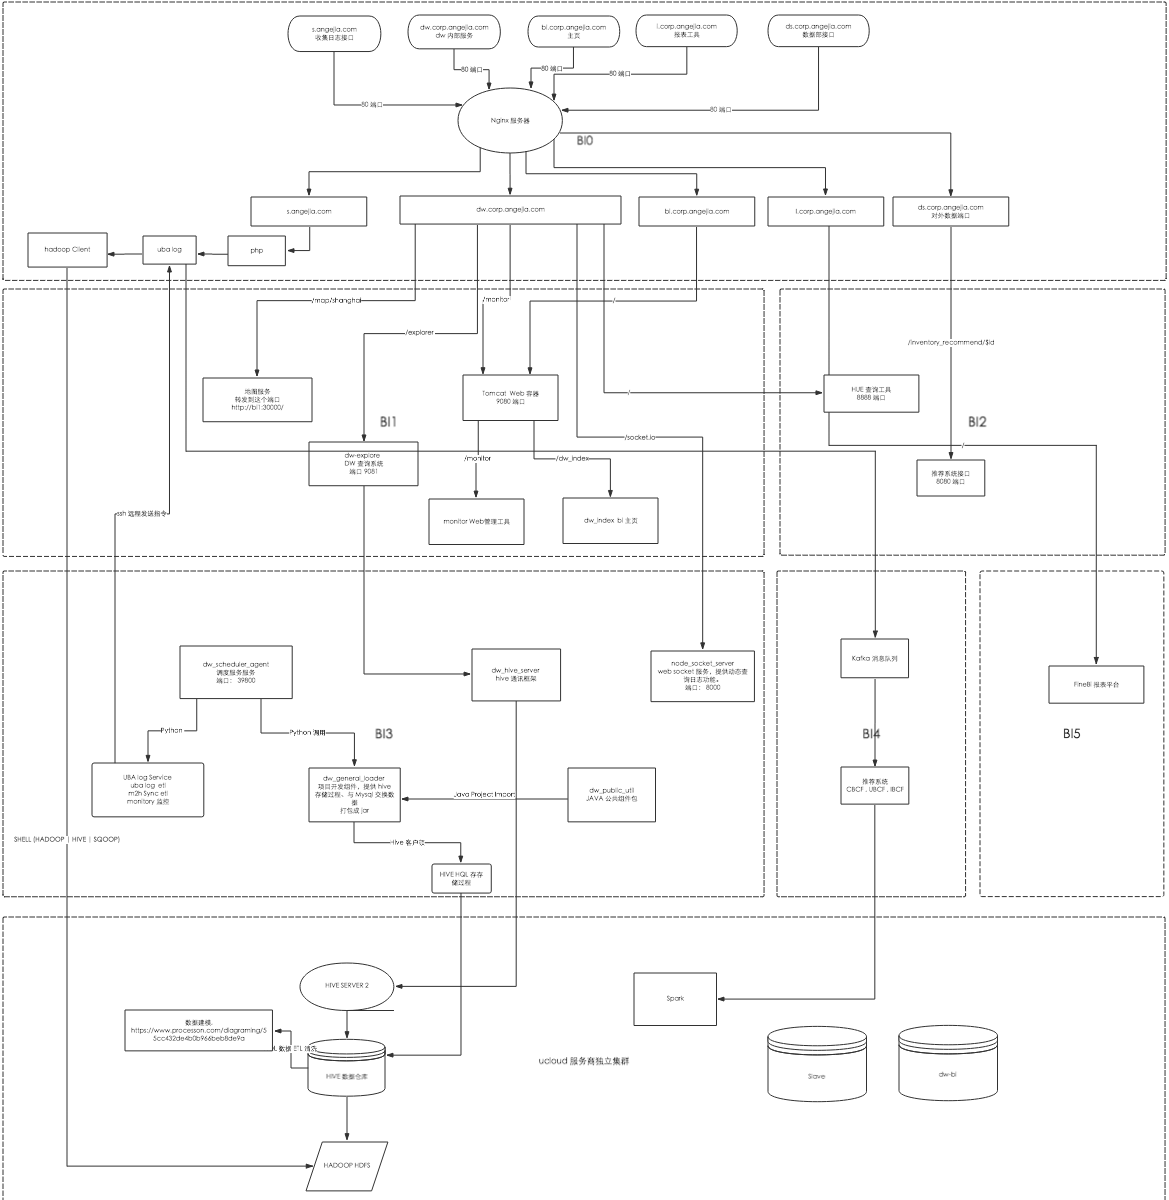 s.angejia.com
收集日志接口
dw.corp.angejia.com
dw 内部服务
bi.corp.angejia.com
主页
i.corp.angejia.com
报表工具
ds.corp.angejia.com
数据部接口
80 端口
80 端口
80 端口
80 端口
80 端口
Nginx 服务器
BI0
s.angejia.com
dw.corp.angejia.com
bi.corp.angejia.com
i.corp.angejia.com
ds.corp.angejia.com
对外数据端口
hadoop Client
uba log
php
/map/shanghai
/monitor
/
/explorer
/inventory_recommend/$id
地图服务
转发到这个端口
http://bi1:30000/
Tomcat Web 容器
9080 端口
/
HUE 查询工具
8888 端口
BI1
BI2
/socket.io
/
dw-explore
DW 查询系统
端口 9081
/monitor
/dw_index
推荐系统接口
8080 端口
monitor Web管理工具
dw_index bi 主页
ssh 远程发送指令
dw_scheduler_agent
调度服务服务
端口： 39800
dw_hive_server
hive 通讯框架
node_socket_server
web socket 服务，提供动态查
询日志功能。
端口： 8000
Kafka 消息队列
FineBI 报表平台
Python
Python 调用
BI3
BI4
BI5
UBA log Service
uba log etl
m2h Sync etl
monitory 监控
dw_general_loader
项目开发组件，提供 hive
存储过程，与 Mysql 交换数
据
打包成 jar
Java Project Import
dw_public_util
JAVA 公共组件包
推荐系统
CBCF , UBCF , IBCF
SHELL (HADOOP | HIVE | SQOOP)
Hive 客户端
HIVE HQL 存存
储过程
HIVE SERVER 2
Spark
数据建模,
https://www.processon.com/diagraming/5
5cc432de4b0b966beb8de9a
数据 ETL 清洗
HIVE 数据仓库
ucloud 服务商独立集群
Slave
dw-bi
HADOOP HDFS